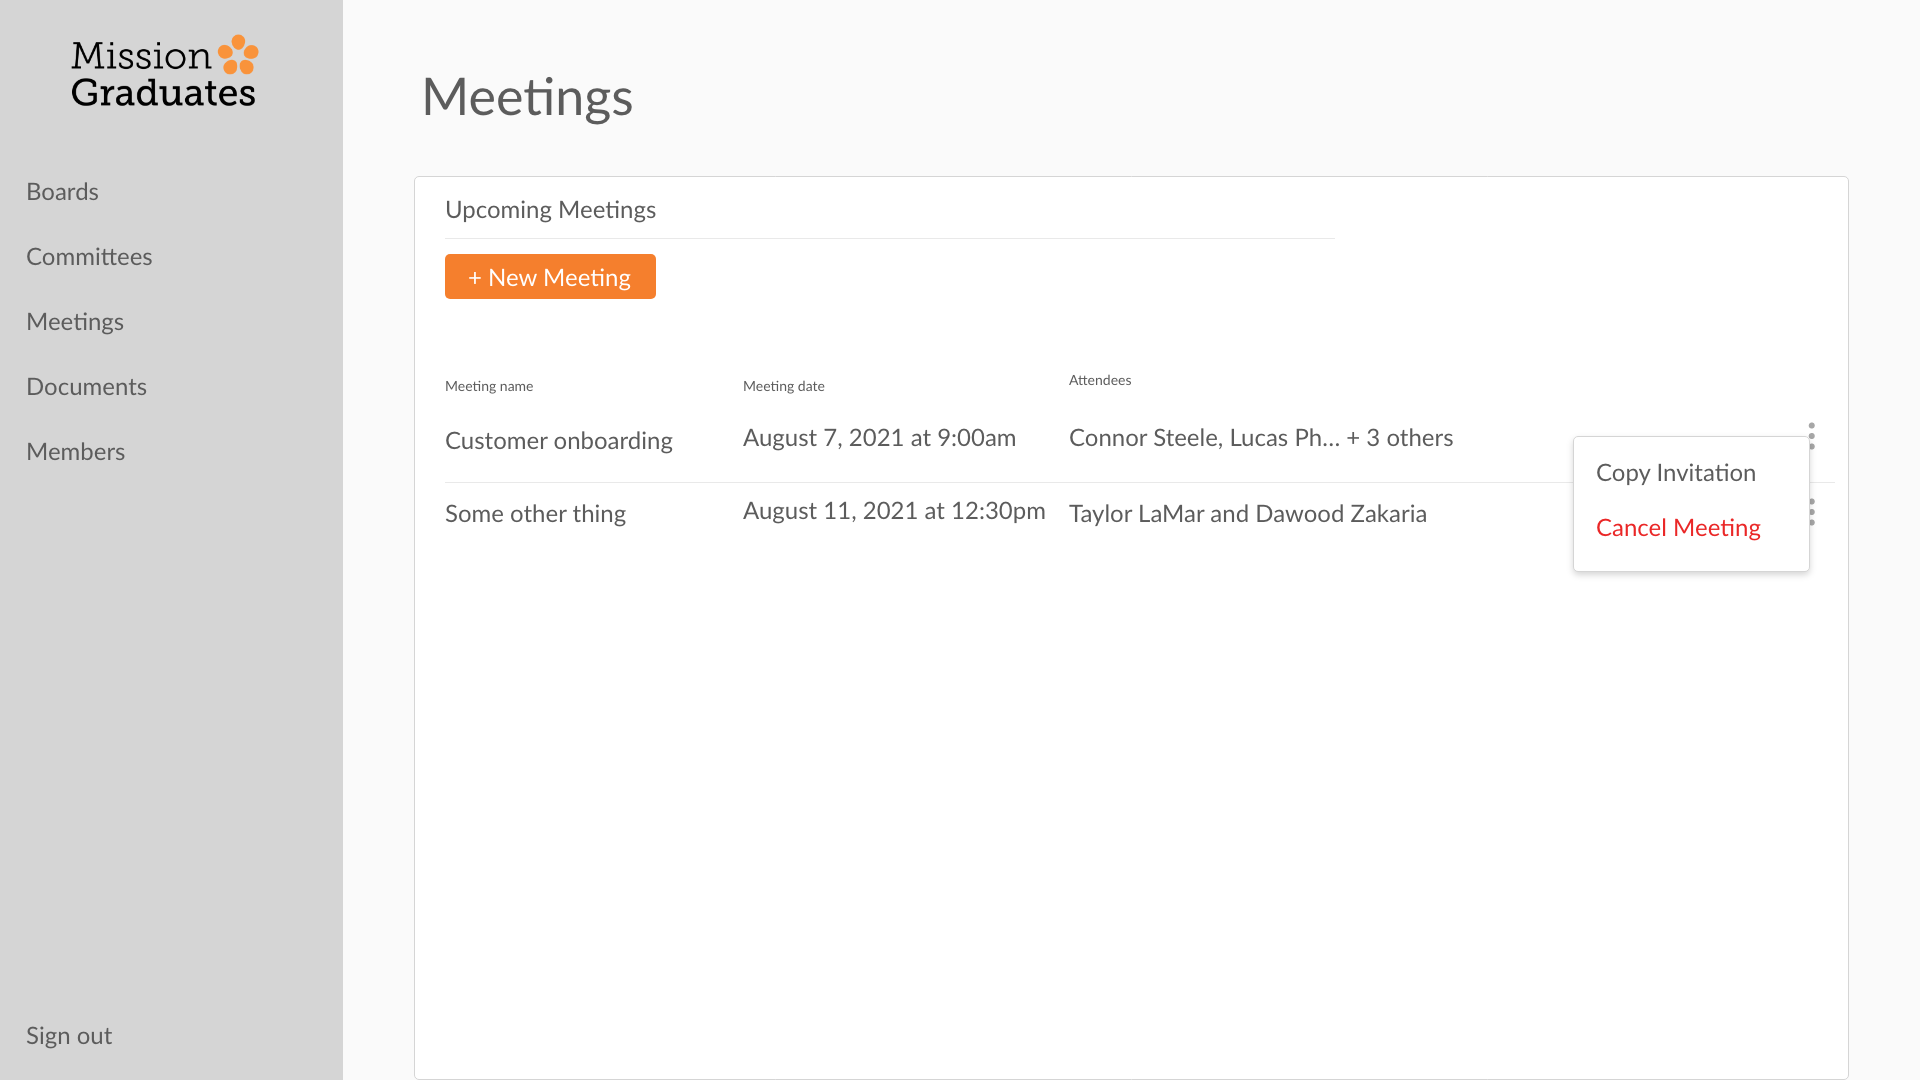 Mission
Graduates
Boards
Committees
Meetings
Documents
Members
Sign out
Meetings
Upcoming Meetings
+ New Meeting
Meeting name Meeting date Attendees
Customer onboarding August 7, 2021 at 9:00am Connor Steele, Lucas Ph... + 3 others
Some other thing August 11, 2021 at 12:30pm Taylor LaMar and Dawood Zakaria
Copy Invitation
Cancel Meeting